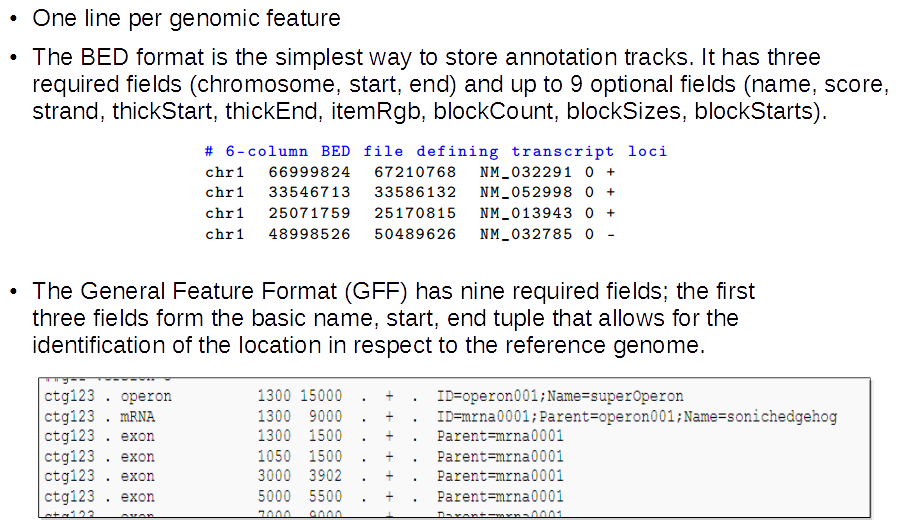 • One line per genomic feature
• The BED format is the simplest way to store annotation tracks. It has three
required fields (chromosome, start, end) and up to 9 optional fields (name, score,
strand, thickStart, thickEnd, itemRgb, blockCount, blockSizes, blockStarts).
# 6-column BED file defining transcript loci
chr1 66999824 67210768 NM_032291 0 +
chr1 33546713 33586132 NM_052998 0 +
chr1 25071759 25170815 NM_013943 0 +
chr1 48998526 50489626 NM_032785 0 -
• The General Feature Format (GFF) has nine required fields; the first
three fields form the basic name, start, end tuple that allows for the
identification of the location in respect to the reference genome.
ctg123 . operon 1300 15000 . + . ID=operon001;Name=superOperon
ctg123 . mRNA 1300 9000 . + . ID=mrna0001;Parent=operon001;Name=sonichedgehog
ctg123 . exon 1300 1500 . + . Parent=mrna0001
ctg123 . exon 1050 1500 . + . Parent=mrna0001
ctg123 . exon 3000 3902 . + . Parent=mrna0001
ctg123 . exon 5000 5500 . + . Parent=mrna0001
ctg123 . exon 7000 9000 . + . Parent=mrna0001